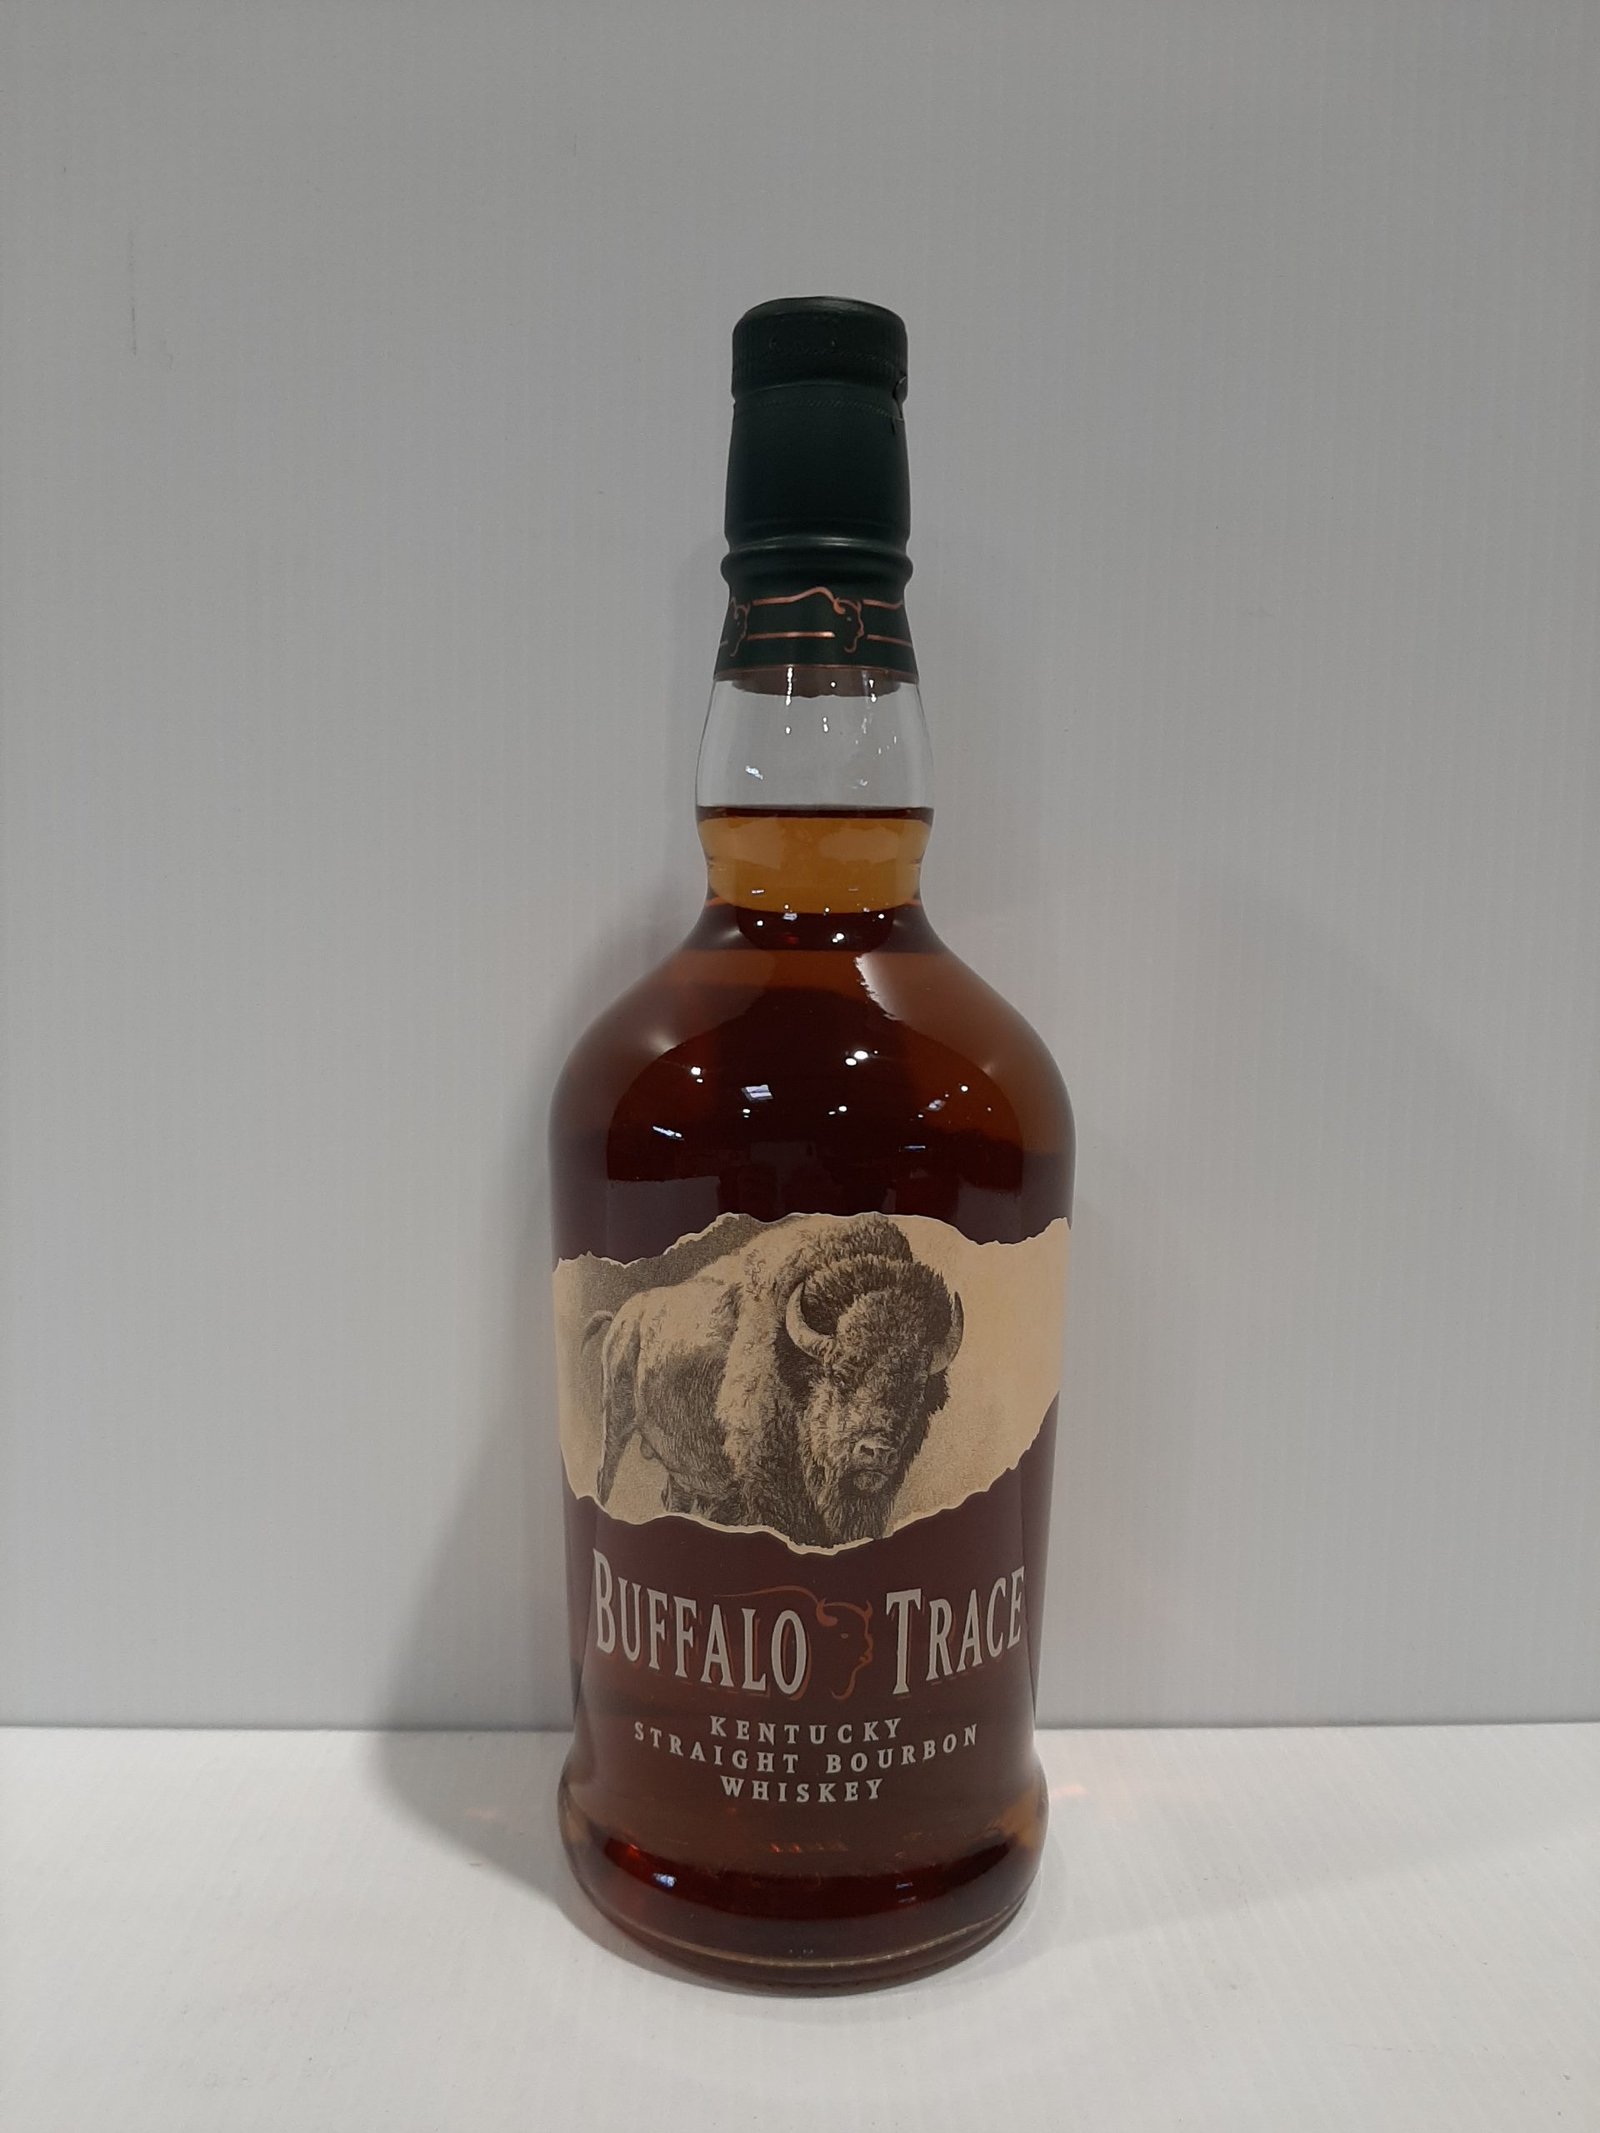 BUFFALO TRACE
KENTUCKY
STRAIGHT BOURBON
WHISKEY